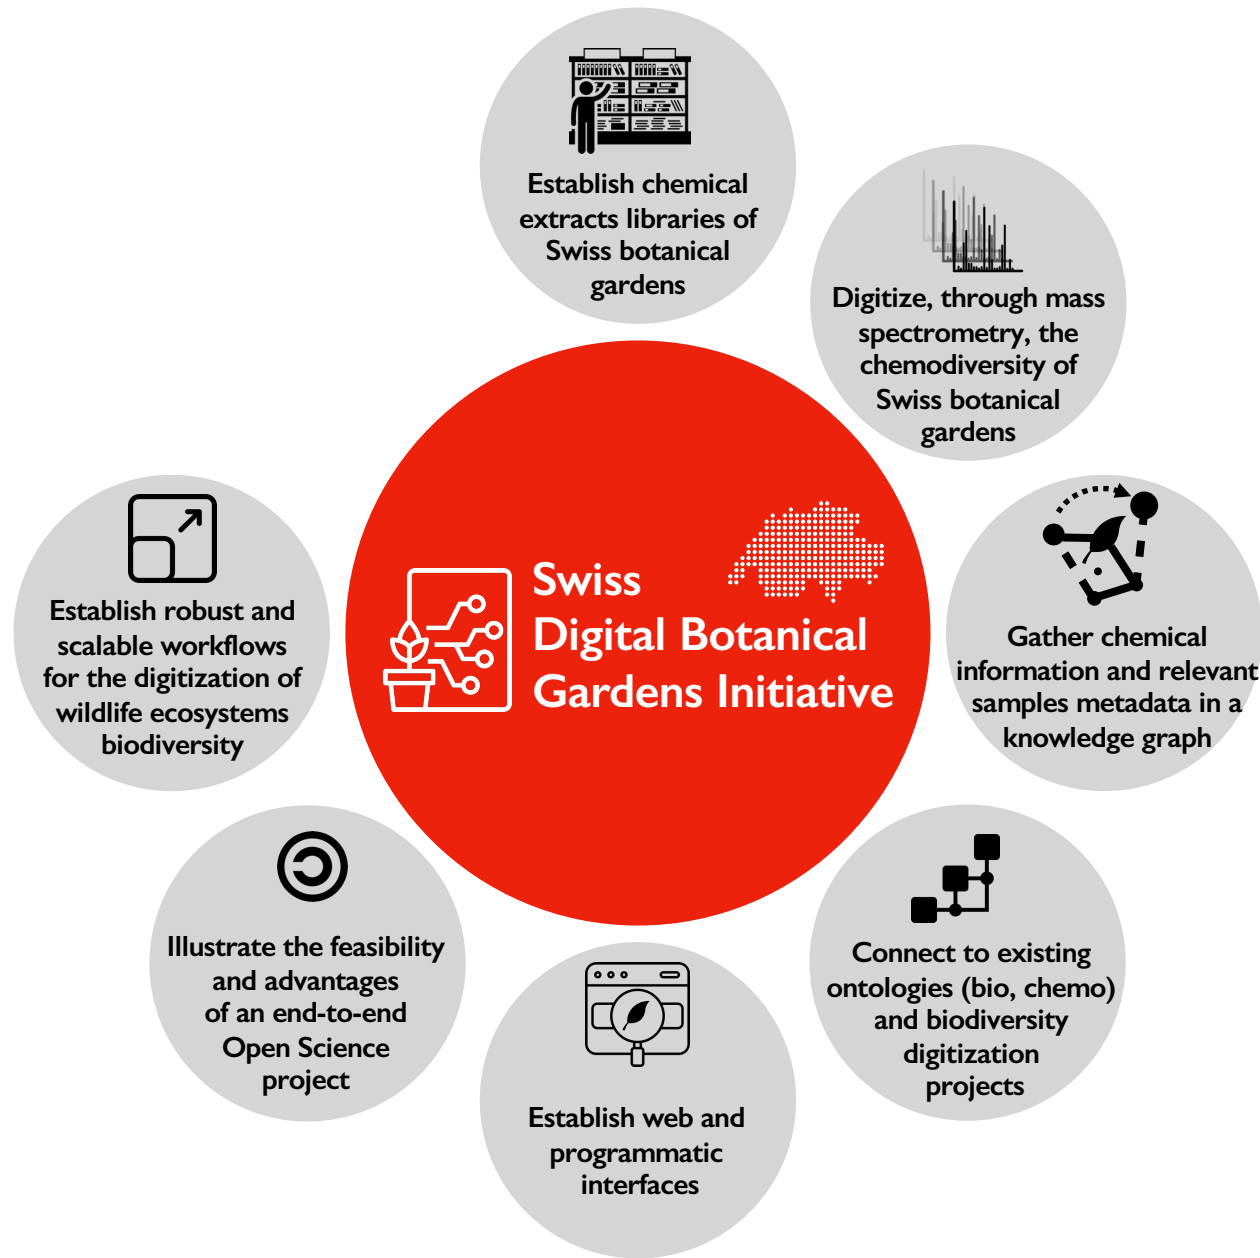 Establish chemical
extracts libraries of
Swiss botanical
gardens
Digitize, through mass
spectrometry, the
chemodiversity of
Swiss botanical
gardens
Gather chemical
information and relevant
samples metadata in a
knowledge graph
Connect to existing
ontologies (bio, chemo)
and biodiversity
digitization
projects
Establish web and
programmatic
interfaces
Illustrate the feasibility
and advantages
of an end-to-end
Open Science
project
Establish robust and
scalable workflows
for the digitization of
wildlife ecosystems
biodiversity
Swiss
Digital Botanical
Gardens Initiative